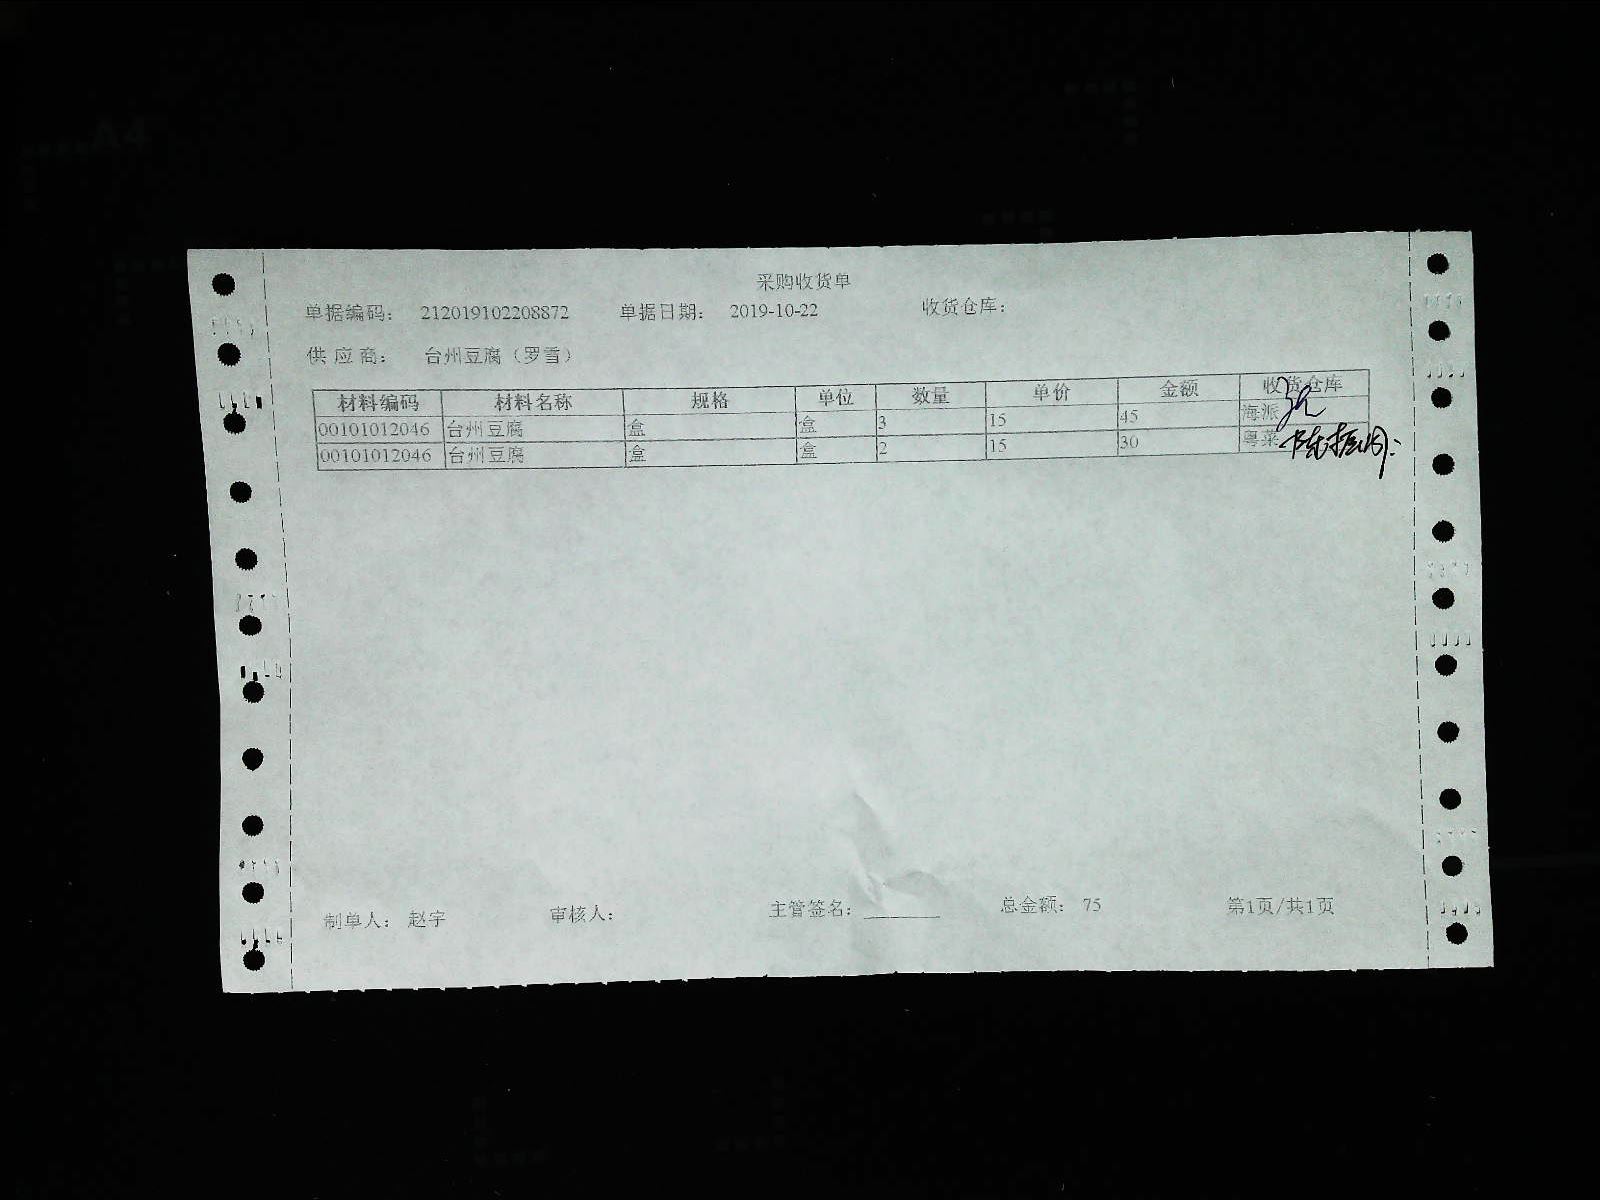 采购收货单
单据编码： 212019102208872 单据日期： 2019-10-22 收货仓库：
供 应 商： 台州豆腐（罗雪）
材料编码 材料名称 规格 单位 数量 单价 金额 收货仓库
00101012046 台州豆腐 盒 盒 3 15 45 海派
00101012046 台州豆腐 盒 盒 2 15 30 粤菜
制单人： 赵宇 审核人： 主管签名： 总金额： 75 第1页/共1页